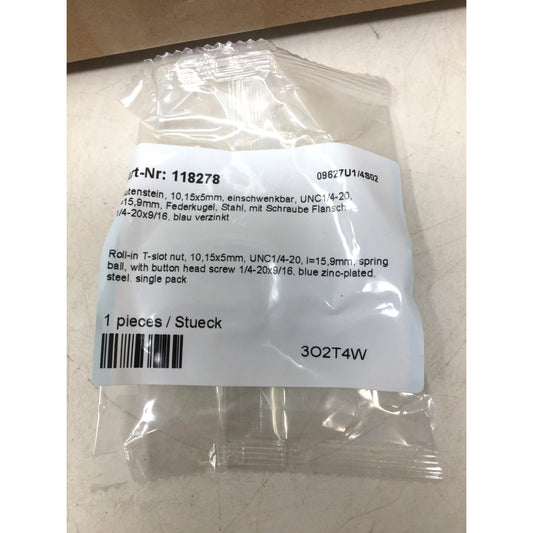 rt-Nr: 118278 09627U1/4S02
utenstein, 10,15x5mm, einschwenkbar, UNC1/4-20,
=15,9mm, Federkugel, Stahl, mit Schraube Flansch
1/4-20x9/16, blau verzinkt
Roll-in T-slot nut, 10,15x5mm, UNC1/4-20, l=15,9mm, spring
ball, with button head screw 1/4-20x9/16, blue zinc-plated,
steel. single pack
1 pieces / Stueck
3O2T4W